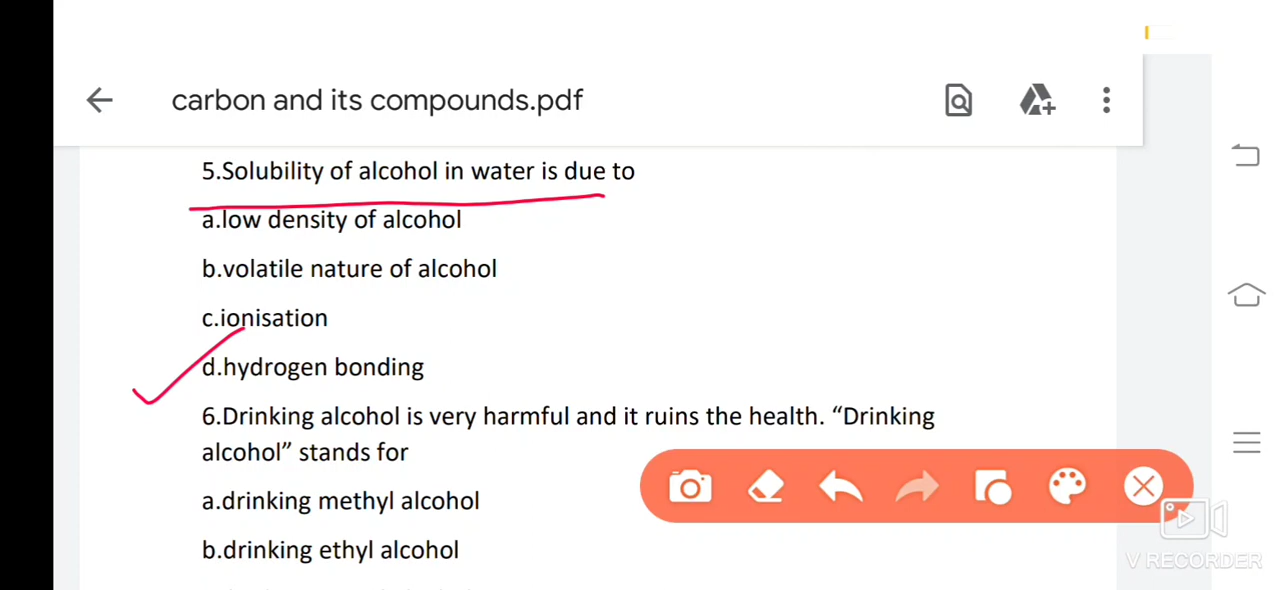 carbon and its compounds.pdf
5.Solubility of alcohol in water is due to
a.low density of alcohol
b.volatile nature of alcohol
c.ionisation
d.hydrogen bonding
6.Drinking alcohol is very harmful and it ruins the health. “Drinking
alcohol” stands for
a.drinking methyl alcohol
b.drinking ethyl alcohol
V RECORDER